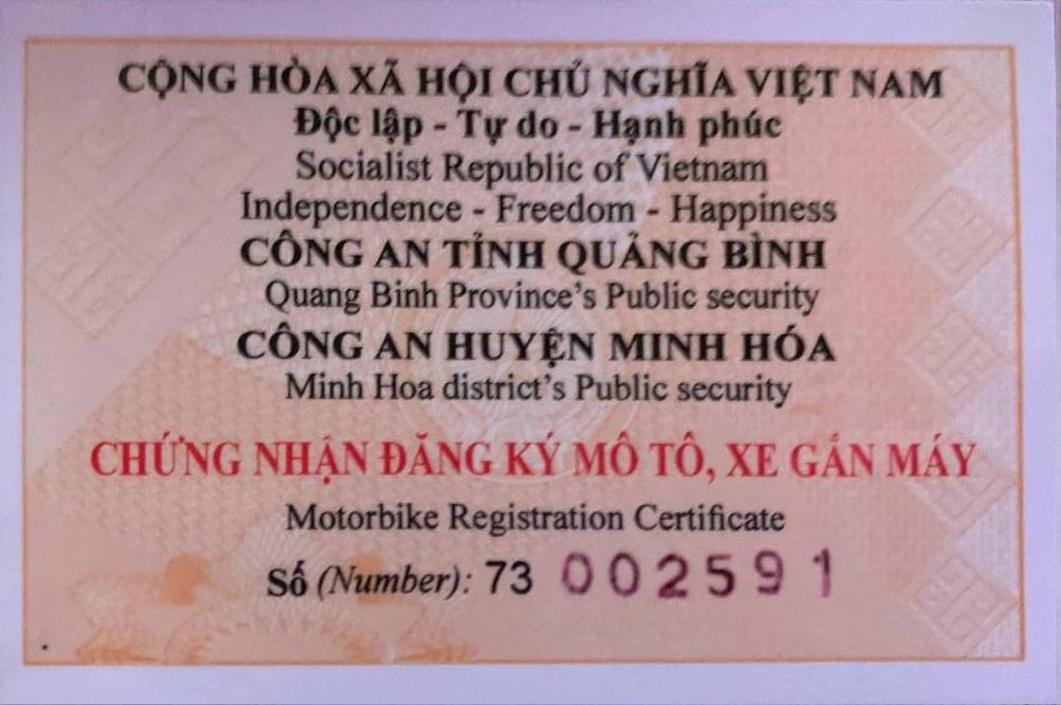 CỘNG HÒA XÃ HỘI CHỦ NGHĨA VIỆT NAM
Độc lập - Tự do - Hạnh phúc
Socialist Republic of Vietnam
Independence - Freedom - Happiness
CÔNG AN TỈNH QUẢNG BÌNH
Quang Binh Province's Public security
CÔNG AN HUYỆN MINH HÓA
Minh Hoa district's Public security
CHỨNG NHẬN ĐĂNG KÝ MÔ TÔ, XE GẮN MÁY
Motorbike Registration Certificate
Số (Number): 73 002591